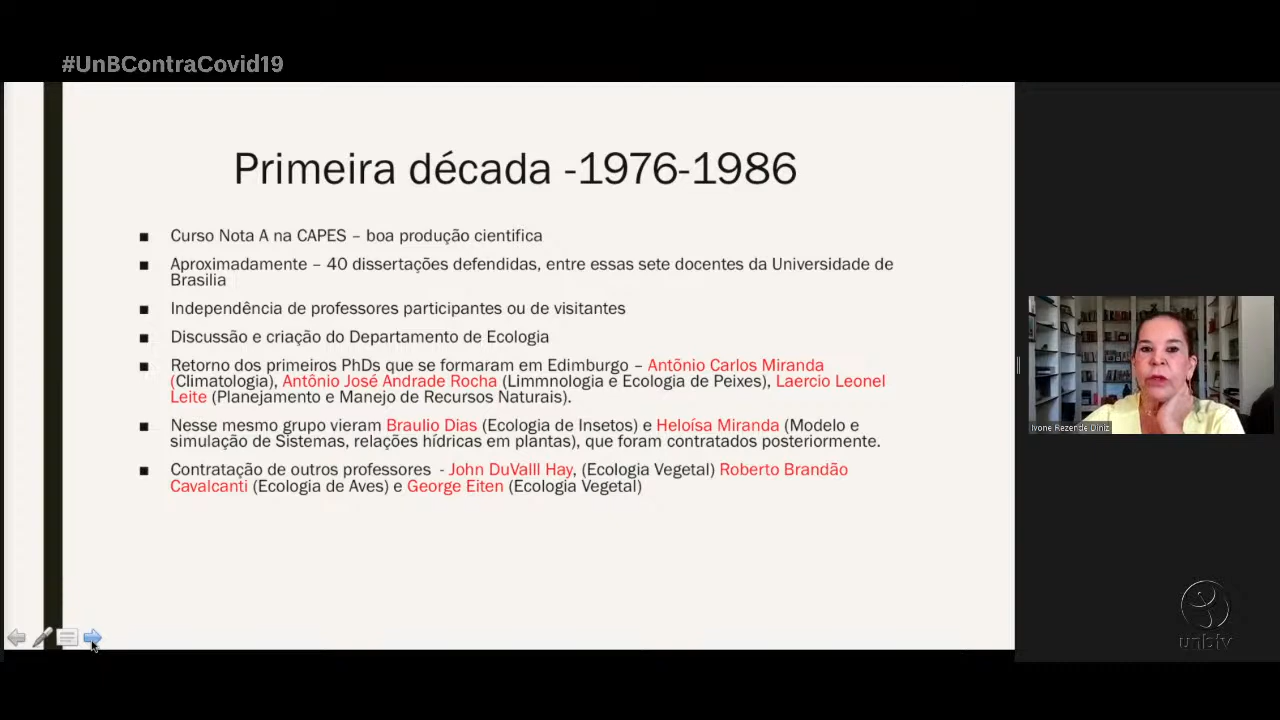 #UnBContraCovid19
Primeira década -1976-1986
■ Curso Nota A na CAPES – boa produção cientifica
■ Aproximadamente – 40 dissertações defendidas, entre essas sete docentes da Universidade de
Brasilia
■ Independência de professores participantes ou de visitantes
■ Discussão e criação do Departamento de Ecologia
■ Retorno dos primeiros PhDs que se formaram em Edimburgo – Antõnio Carlos Miranda
(Climatologia), Antônio José Andrade Rocha (Limmnologia e Ecologia de Peixes), Laercio Leonel
Leite (Planejamento e Manejo de Recursos Naturais).
■ Nesse mesmo grupo vieram Braulio Dias (Ecologia de Insetos) e Heloísa Miranda (Modelo e
simulação de Sistemas, relações hídricas em plantas), que foram contratados posteriormente.
■ Contratação de outros professores - John DuValll Hay, (Ecologia Vegetal) Roberto Brandão
Cavalcanti (Ecologia de Aves) e George Eiten (Ecologia Vegetal)
Ivone Rezende Diniz
unbtv